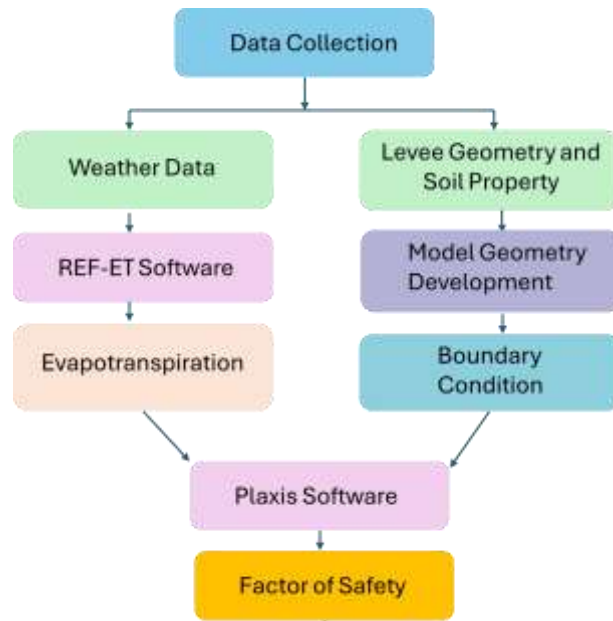 Data Collection
Weather Data
Levee Geometry and
Soil Property
REF-ET Software
Model Geometry
Development
Evapotranspiration
Boundary
Condition
Plaxis Software
Factor of Safety